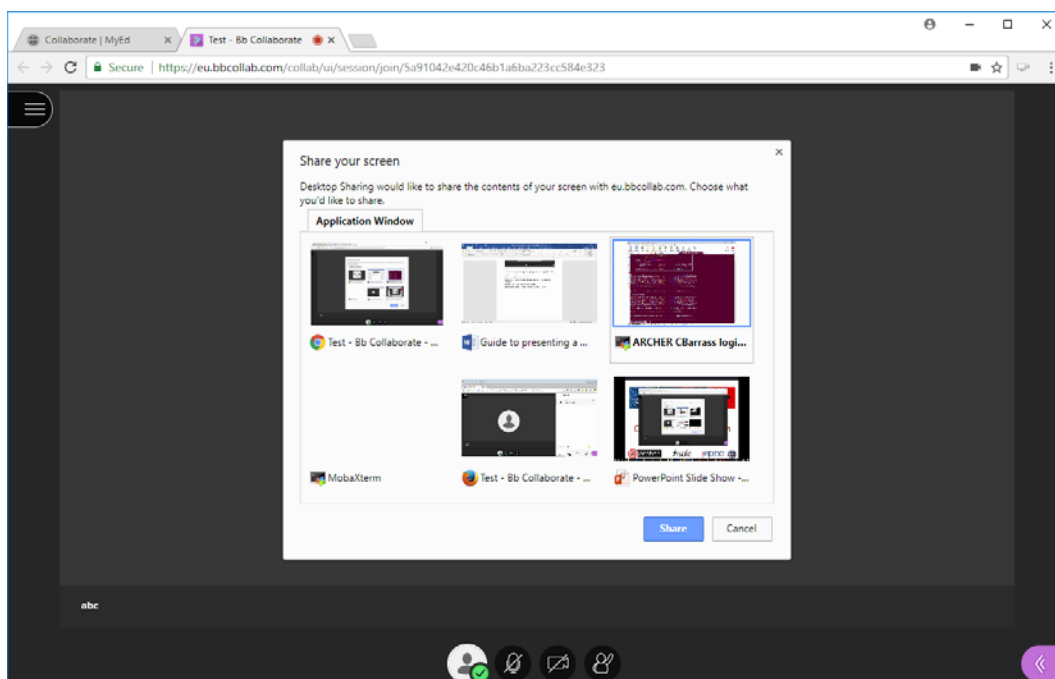 Collaborate | MyEd
Test - Bb Collaborate
Secure | https://eu.bbcollab.com/collab/ui/session/join/5a91042e420c46b1a6ba223cc584e323
Share your screen
Desktop Sharing would like to share the contents of your screen with eu.bbcollab.com. Choose what
you'd like to share.
Application Window
Test - Bb Collaborate - ...
Guide to presenting a ...
ARCHER CBarrass logi...
MobaXterm
Test - Bb Collaborate - ...
PowerPoint Slide Show -...
Share
Cancel
abc